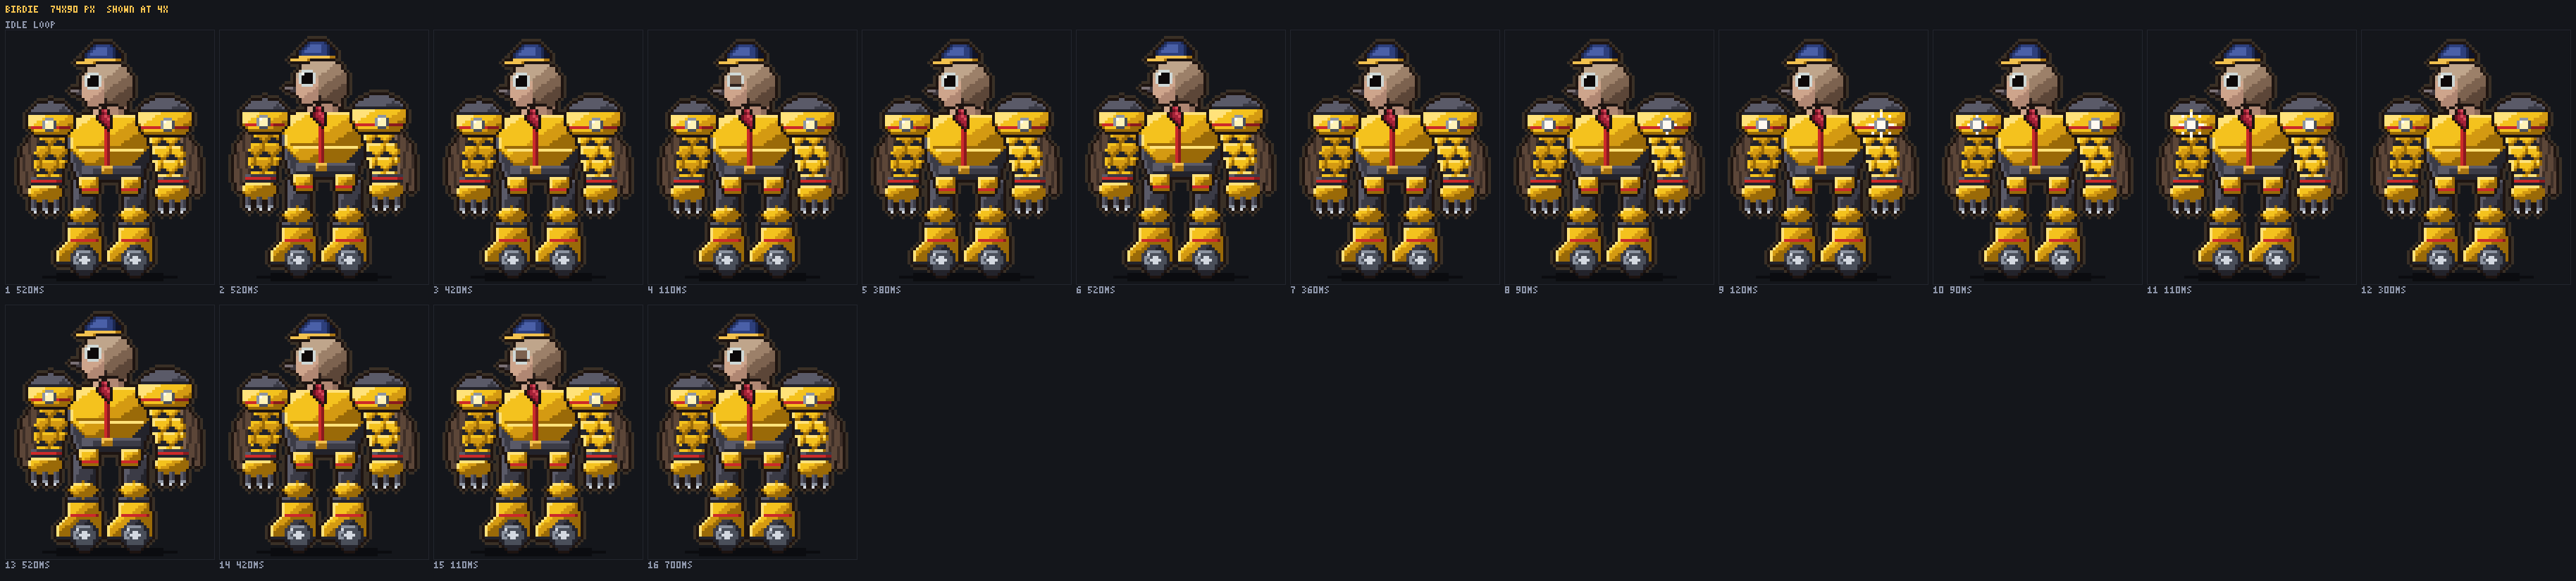 BIRDIE 74X90 PX SHOWN AT 4X
IDLE LOOP
1 520MS
2 520MS
3 420MS
4 110MS
5 380MS
6 520MS
7 360MS
8 90MS
9 120MS
10 90MS
11 110MS
12 300MS
13 520MS
14 420MS
15 110MS
16 700MS